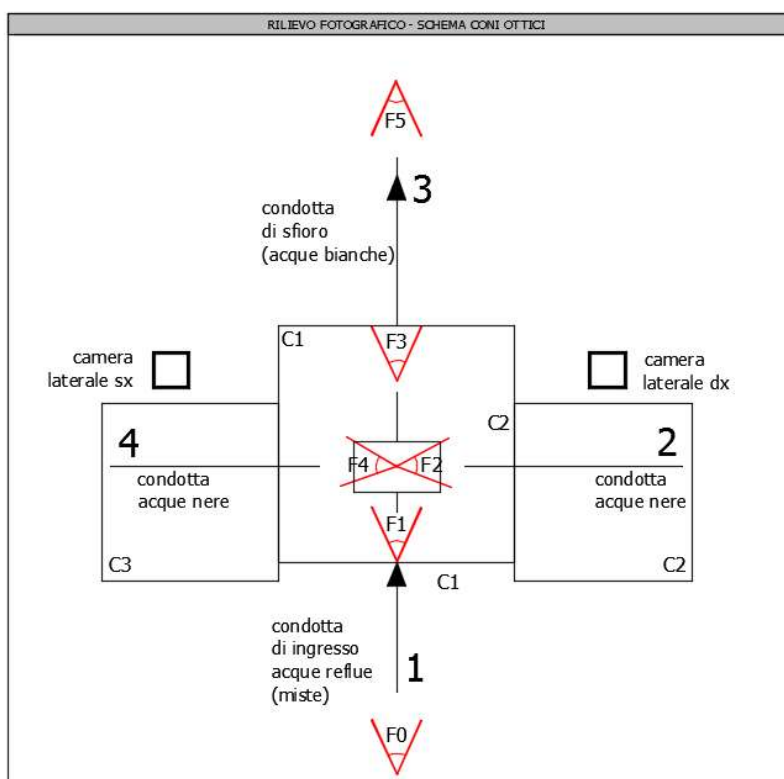 RILIEVO FOTOGRAFICO - SCHEMA CONI OTTICI
F5
3
condotta
di sfioro
(acque bianche)
C1
F3
camera
laterale sx
camera
laterale dx
C2
4
condotta
acque nere
F4
F2
2
condotta
acque nere
F1
C3
C2
C1
condotta
di ingresso
acque reflue
(miste)
1
F0